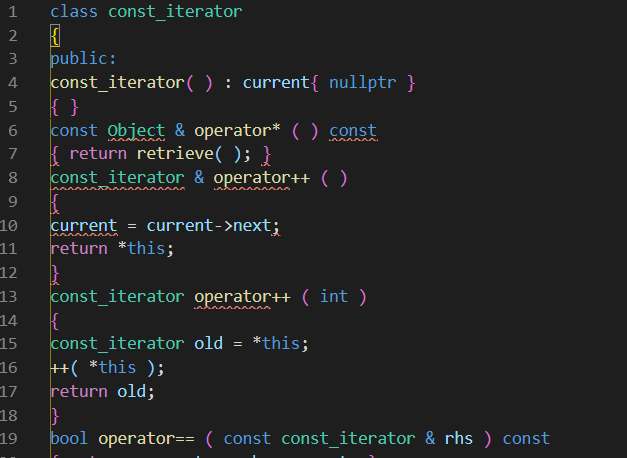 1 class const_iterator
2 {
3 public:
4 const_iterator( ) : current{ nullptr }
5 { }
6 const Object & operator* ( ) const
7 { return retrieve( ); }
8 const_iterator & operator++ ( )
9 {
10 current = current->next;
11 return *this;
12 }
13 const_iterator operator++ ( int )
14 {
15 const_iterator old = *this;
16 ++( *this );
17 return old;
18 }
19 bool operator== ( const const_iterator & rhs ) const